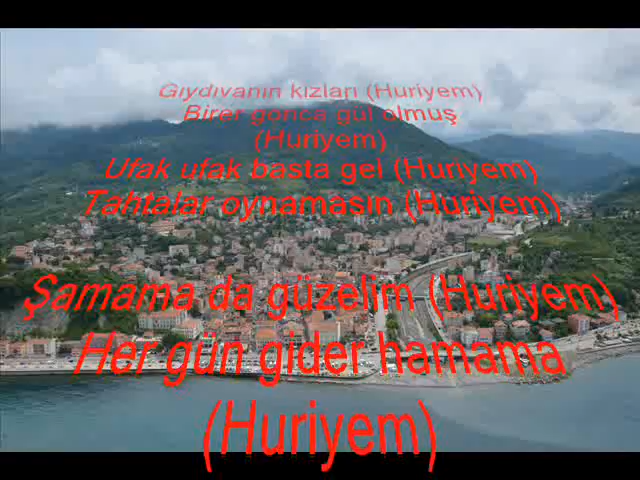 Gıydıvanın kızları (Huriyem)
Birer gonca gül olmuş
(Huriyem)
Ufak ufak basta gel (Huriyem)
Tahtalar oynamasın (Huriyem)
Şamama da güzelim (Huriyem)
Her gün gider hamama
(Huriyem)